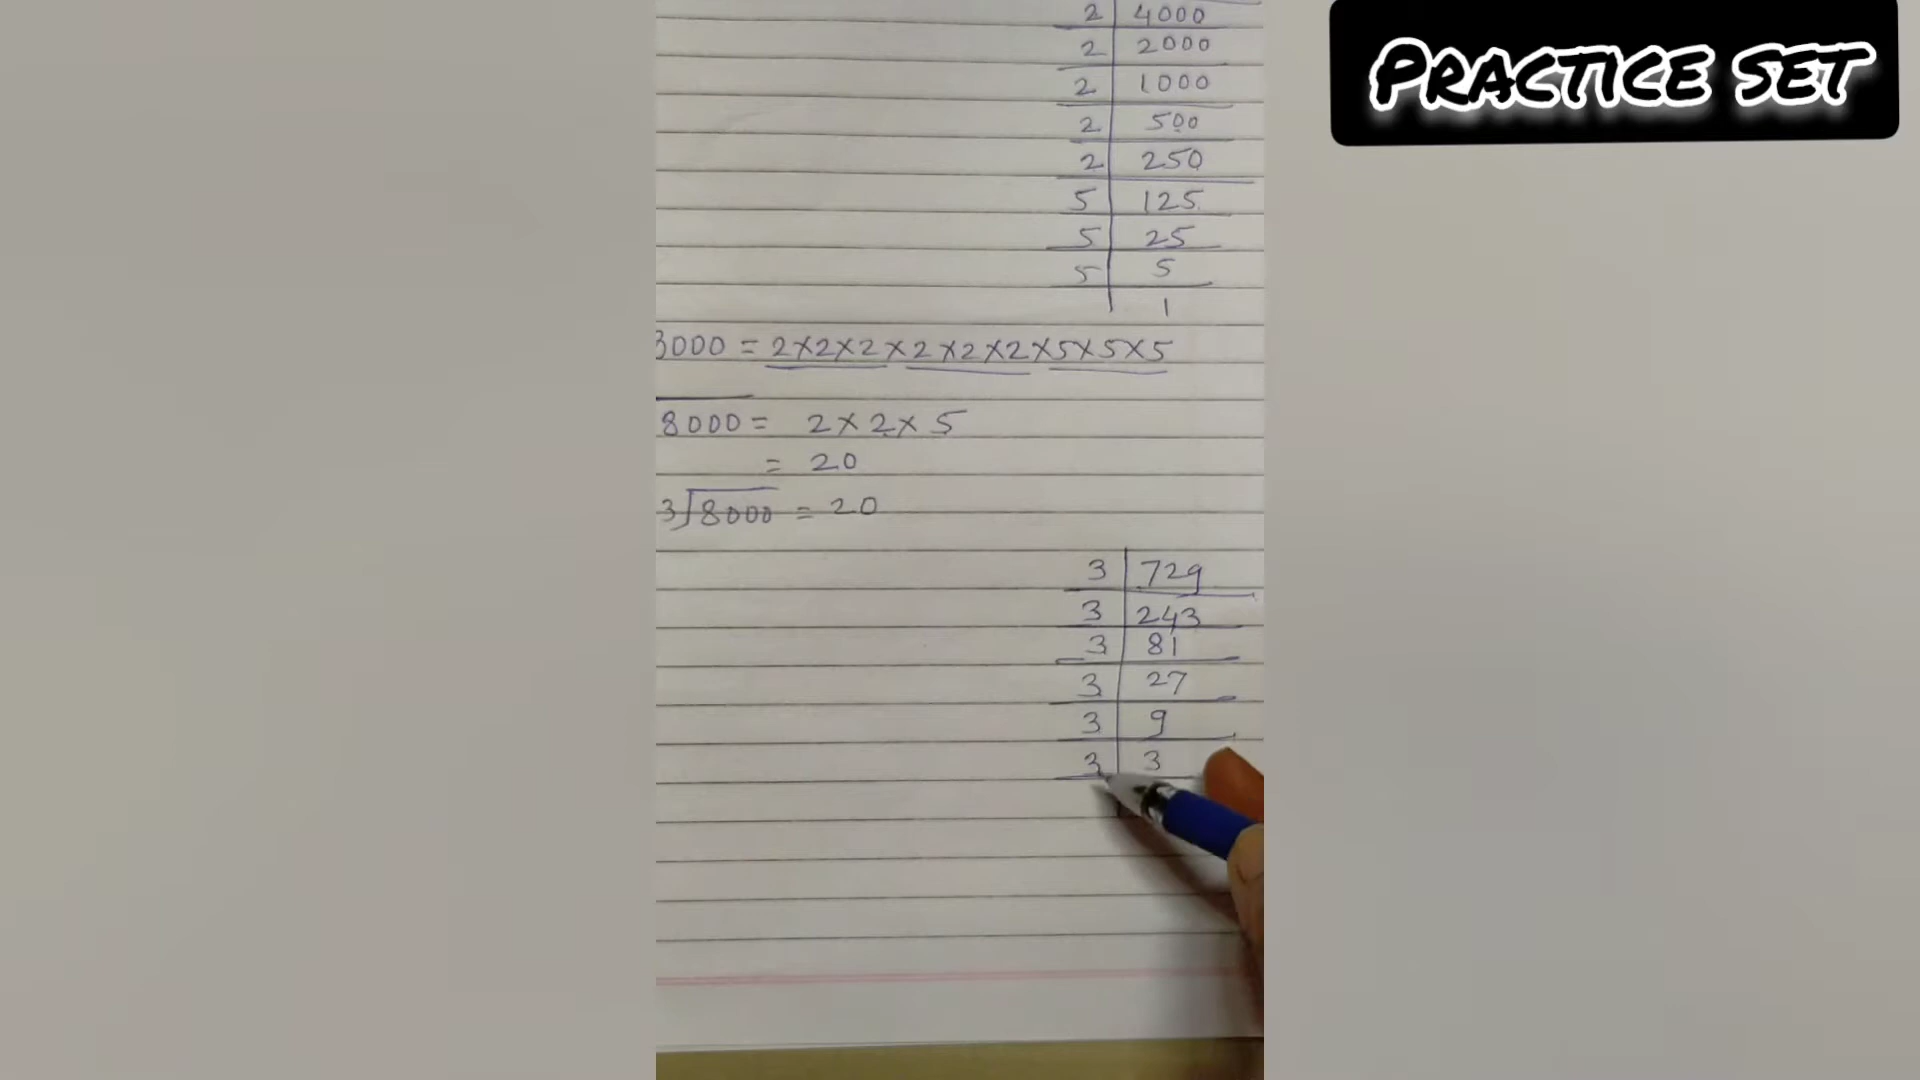 PRACTICE SET
2 | 4000
2 | 2000
2 | 1000
2 | 500
2 | 250
5 | 125
5 | 25
5 | 5
1
8000 = 2×2×2×2×2×2×5×5×5
8000 = 2×2×5
= 20
3√8000 = 20
3 | 729
3 | 243
3 | 81
3 | 27
3 | 9
3 | 3